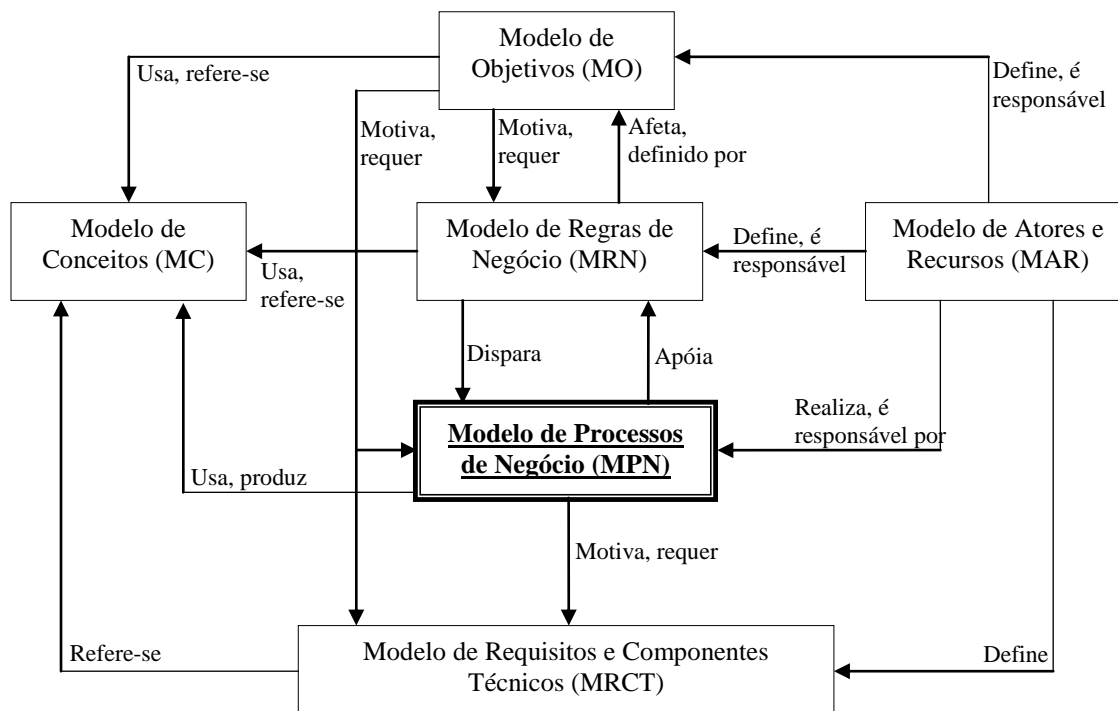 Modelo de
Objetivos (MO)
Usa, refere-se
Define, é
responsável
Motiva,
requer
Motiva,
requer
Afeta,
definido por
Modelo de
Conceitos (MC)
Modelo de Regras de
Negócio (MRN)
Modelo de Atores e
Recursos (MAR)
Define, é
responsável
Usa,
refere-se
Dispara
Apóia
Realiza, é
responsável por
Modelo de Processos
de Negócio (MPN)
Usa, produz
Motiva, requer
Modelo de Requisitos e Componentes
Técnicos (MRCT)
Refere-se
Define